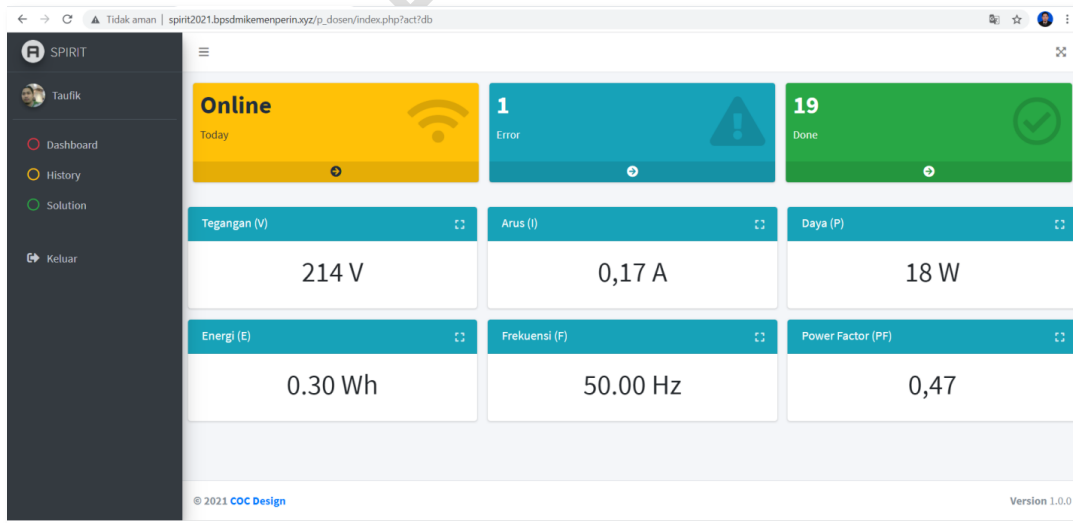 Tidak aman | spirit2021.bpsdmikemenperin.xyz/p_dosen/index.php?act?db
SPIRIT
Taufik
Dashboard
History
Solution
Keluar
Online
Today
1
Error
19
Done
Tegangan (V)
214 V
Arus (I)
0,17 A
Daya (P)
18 W
Energi (E)
0.30 Wh
Frekuensi (F)
50.00 Hz
Power Factor (PF)
0,47
© 2021 COC Design
Version 1.0.0